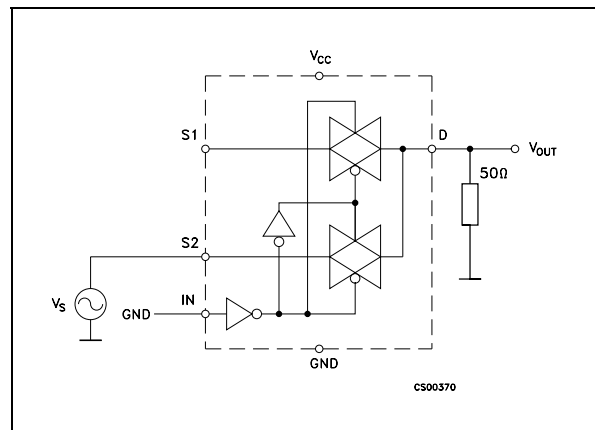 VCC
S1
D
VOUT
50Ω
S2
VS
IN
GND
GND
CS00370